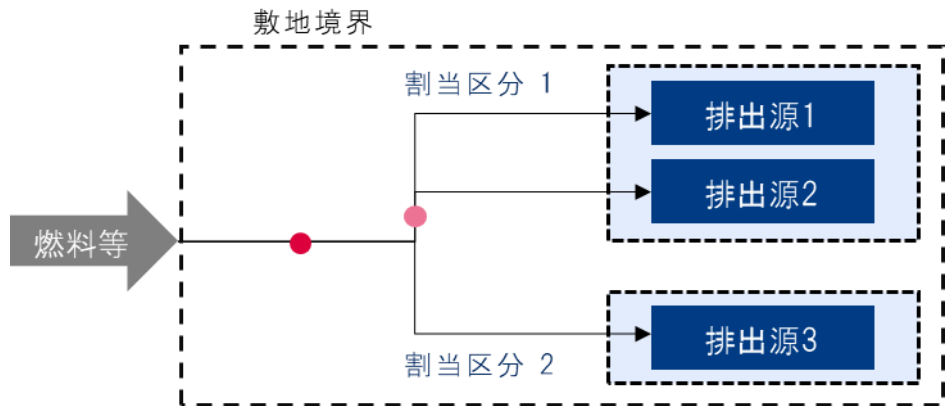 敷地境界
割当区分 1
排出源1
排出源2
燃料等
排出源3
割当区分 2